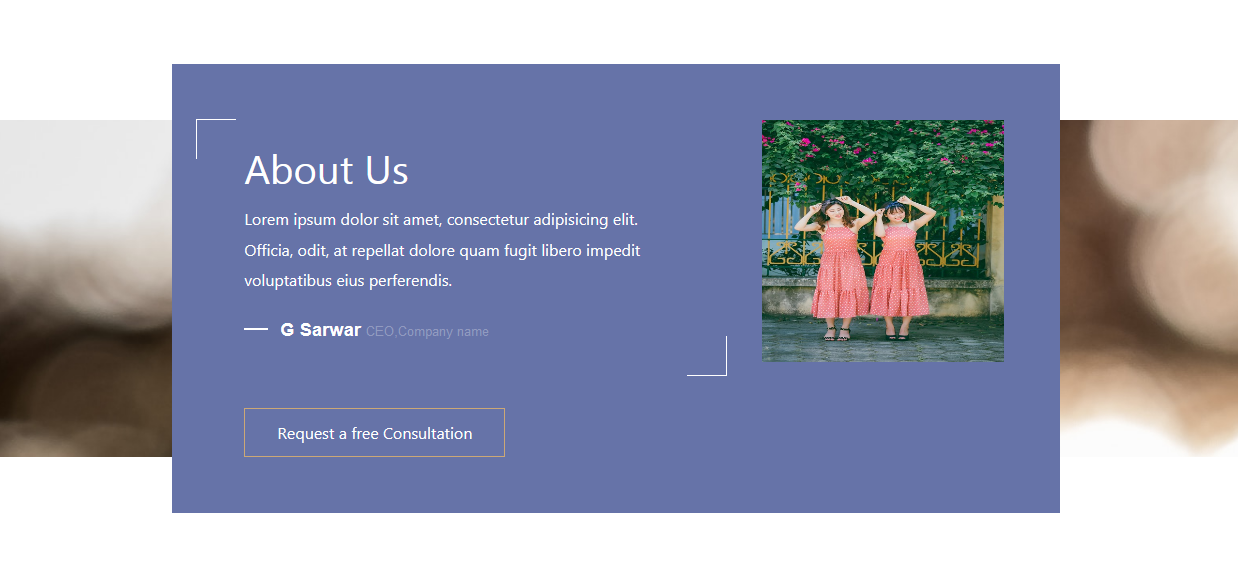 About Us
Lorem ipsum dolor sit amet, consectetur adipisicing elit.
Officia, odit, at repellat dolore quam fugit libero impedit
voluptatibus eius perferendis.
G Sarwar CEO,Company name
Request a free Consultation